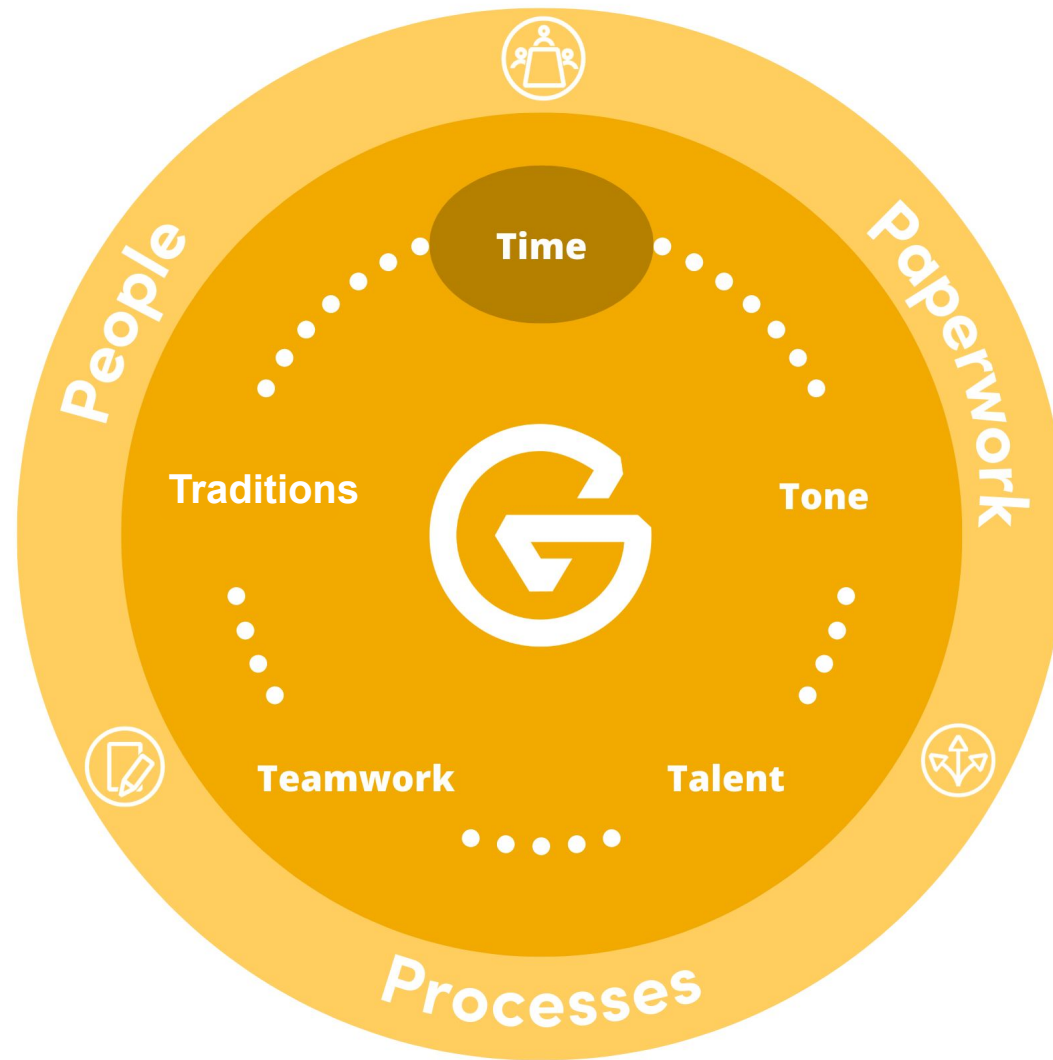 People
Paperwork
Time
Traditions
Tone
Teamwork
Talent
Processes